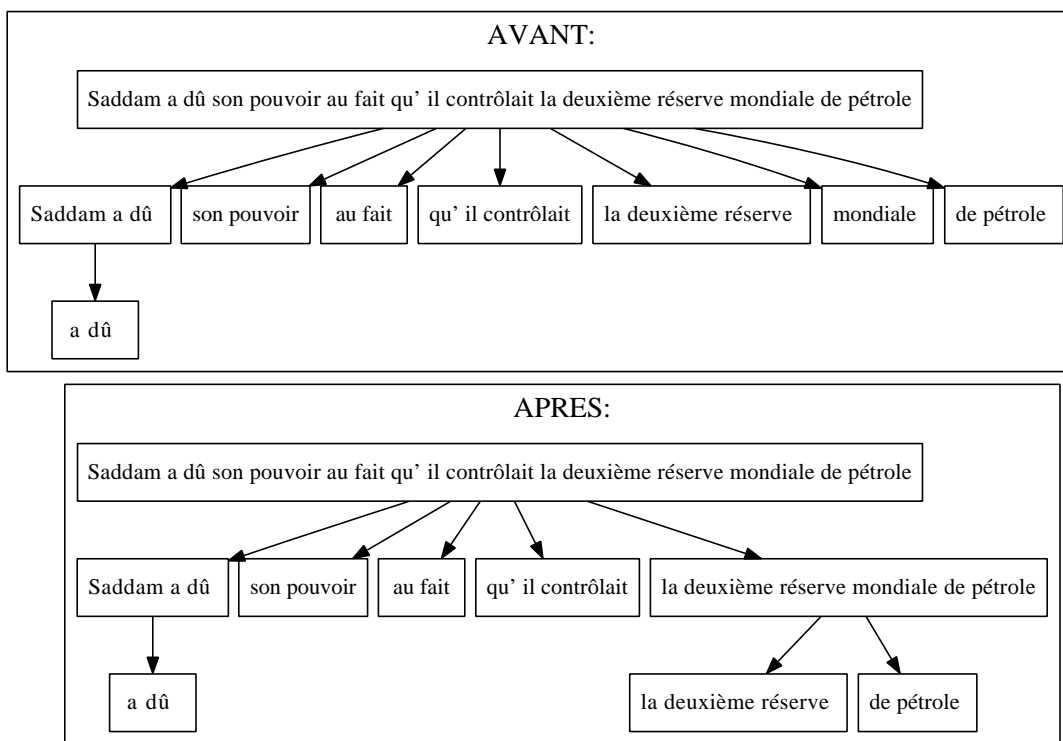 AVANT:
Saddam a dû son pouvoir au fait qu’ il contrôlait la deuxième réserve mondiale de pétrole
Saddam a dû
son pouvoir
au fait
qu’ il contrôlait
la deuxième réserve
mondiale
de pétrole
a dû
APRES:
Saddam a dû son pouvoir au fait qu’ il contrôlait la deuxième réserve mondiale de pétrole
Saddam a dû
son pouvoir
au fait
qu’ il contrôlait
la deuxième réserve mondiale de pétrole
a dû
la deuxième réserve
de pétrole